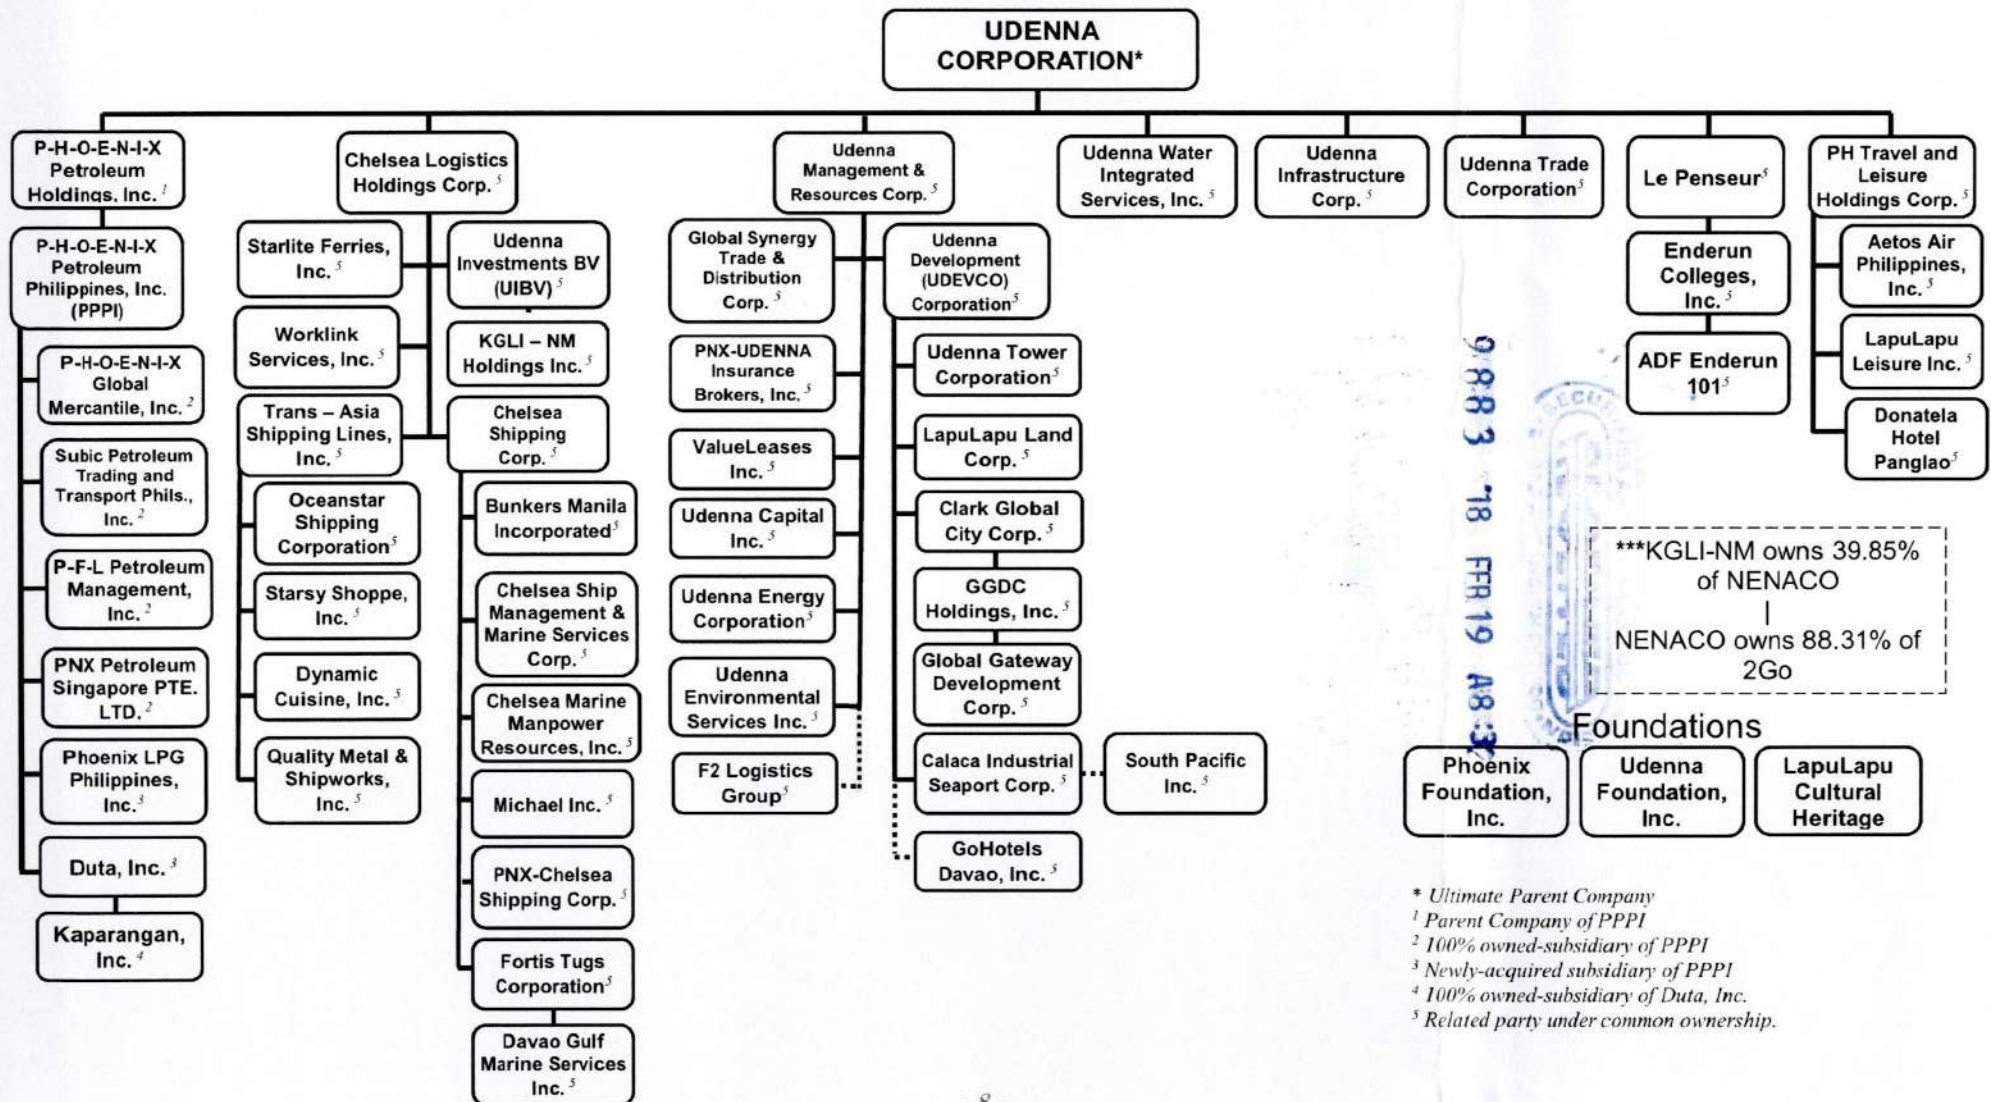 UDENNA
CORPORATION*
P-H-O-E-N-I-X
Petroleum
Holdings, Inc. 1
Chelsea Logistics
Holdings Corp. 5
Udenna
Management &
Resources Corp. 5
Udenna Water
Integrated
Services, Inc. 5
Udenna
Infrastructure
Corp. 5
Udenna Trade
Corporation5
Le Penseur5
PH Travel and
Leisure
Holdings Corp. 5
P-H-O-E-N-I-X
Petroleum
Philippines, Inc.
(PPPI)
P-H-O-E-N-I-X
Global
Mercantile, Inc. 2
Subic Petroleum
Trading and
Transport Phils.,
Inc. 2
P-F-L Petroleum
Management,
Inc. 2
PNX Petroleum
Singapore PTE.
LTD. 2
Phoenix LPG
Philippines,
Inc. 3
Duta, Inc. 3
Kaparangan,
Inc. 4
Starlite Ferries,
Inc. 5
Worklink
Services, Inc. 5
Trans – Asia
Shipping Lines,
Inc. 5
Oceanstar
Shipping
Corporation5
Starsy Shoppe,
Inc. 5
Dynamic
Cuisine, Inc. 5
Quality Metal &
Shipworks,
Inc. 5
Udenna
Investments BV
(UIBV) 5
KGLI – NM
Holdings Inc. 5
Chelsea
Shipping
Corp. 5
Bunkers Manila
Incorporated5
Chelsea Ship
Management &
Marine Services
Corp. 5
Chelsea Marine
Manpower
Resources, Inc. 5
Michael Inc. 5
PNX-Chelsea
Shipping Corp. 5
Fortis Tugs
Corporation5
Davao Gulf
Marine Services
Inc. 5
Global Synergy
Trade &
Distribution
Corp. 5
PNX-UDENNA
Insurance
Brokers, Inc. 5
ValueLeases
Inc. 5
Udenna Capital
Inc. 5
Udenna Energy
Corporation5
Udenna
Environmental
Services Inc. 5
F2 Logistics
Group5
Udenna
Development
(UDEVCO)
Corporation5
Udenna Tower
Corporation5
LapuLapu Land
Corp. 5
Clark Global
City Corp. 5
GGDC
Holdings, Inc. 5
Global Gateway
Development
Corp. 5
Calaca Industrial
Seaport Corp. 5
South Pacific
Inc. 5
GoHotels
Davao, Inc. 5
Enderun
Colleges,
Inc. 5
ADF Enderun
1015
Aetos Air
Philippines,
Inc. 5
LapuLapu
Leisure Inc. 5
Donatela
Hotel
Panglao5
9883 '18 FEB 19 A8:3
***KGLI-NM owns 39.85%
of NENACO
NENACO owns 88.31% of
2Go
Foundations
Phoenix
Foundation,
Inc.
Udenna
Foundation,
Inc.
LapuLapu
Cultural
Heritage
* Ultimate Parent Company
1 Parent Company of PPPI
2 100% owned-subsidiary of PPPI
3 Newly-acquired subsidiary of PPPI
4 100% owned-subsidiary of Duta, Inc.
5 Related party under common ownership.